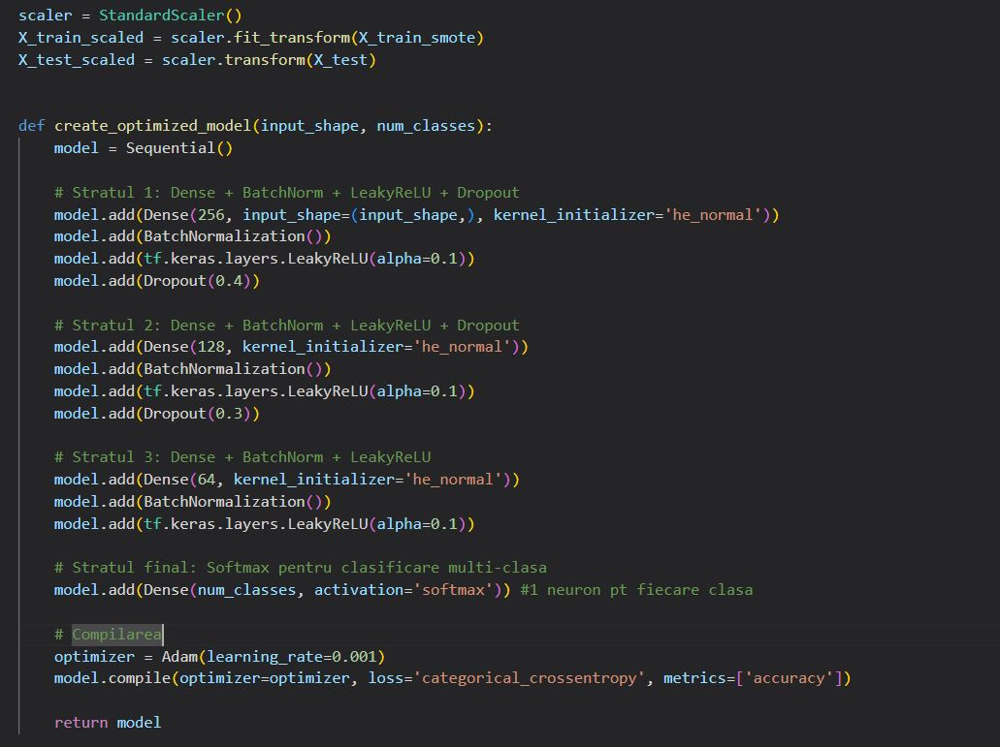 scaler = StandardScaler()
X_train_scaled = scaler.fit_transform(X_train_smote)
X_test_scaled = scaler.transform(X_test)
def create_optimized_model(input_shape, num_classes):
    model = Sequential()
    # Stratul 1: Dense + BatchNorm + LeakyReLU + Dropout
    model.add(Dense(256, input_shape=(input_shape,), kernel_initializer='he_normal'))
    model.add(BatchNormalization())
    model.add(tf.keras.layers.LeakyReLU(alpha=0.1))
    model.add(Dropout(0.4))
    # Stratul 2: Dense + BatchNorm + LeakyReLU + Dropout
    model.add(Dense(128, kernel_initializer='he_normal'))
    model.add(BatchNormalization())
    model.add(tf.keras.layers.LeakyReLU(alpha=0.1))
    model.add(Dropout(0.3))
    # Stratul 3: Dense + BatchNorm + LeakyReLU
    model.add(Dense(64, kernel_initializer='he_normal'))
    model.add(BatchNormalization())
    model.add(tf.keras.layers.LeakyReLU(alpha=0.1))
    # Stratul final: Softmax pentru clasificare multi-clasa
    model.add(Dense(num_classes, activation='softmax')) #1 neuron pt fiecare clasa
    # Compilarea
    optimizer = Adam(learning_rate=0.001)
    model.compile(optimizer=optimizer, loss='categorical_crossentropy', metrics=['accuracy'])
    return model